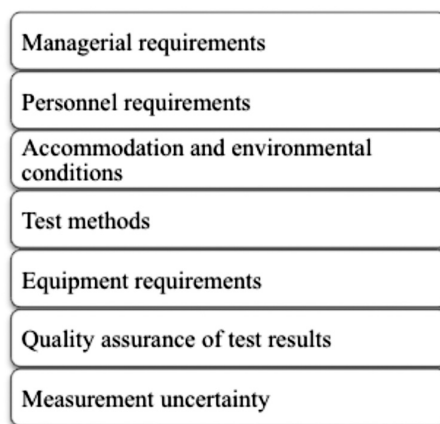 Managerial requirements
Personnel requirements
Accommodation and environmental
conditions
Test methods
Equipment requirements
Quality assurance of test results
Measurement uncertainty